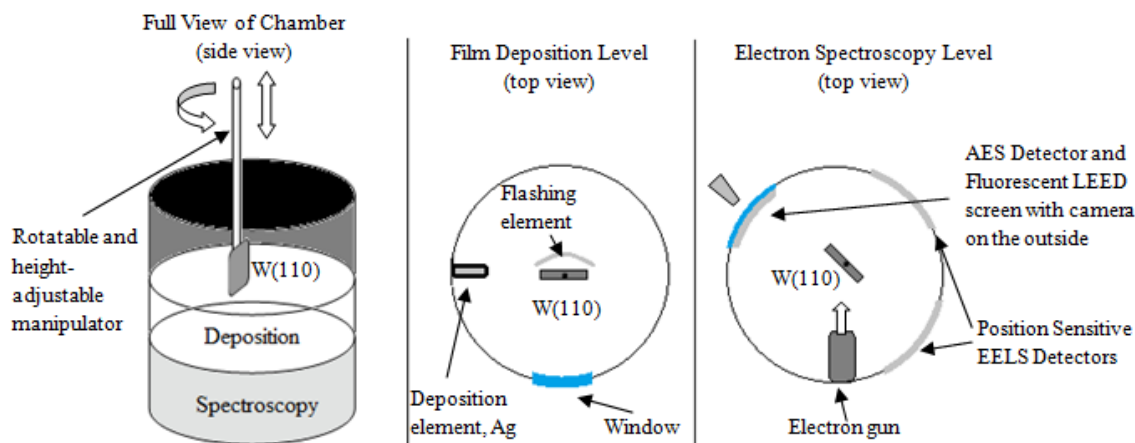 Full View of Chamber
(side view)
Rotatable and
height-
adjustable
manipulator
W(110)
Deposition
Spectroscopy
Film Deposition Level
(top view)
Flashing
element
W(110)
Deposition
element, Ag
Window
Electron Spectroscopy Level
(top view)
AES Detector and
Fluorescent LEED
screen with camera
on the outside
W(110)
Position Sensitive
EELS Detectors
Electron gun